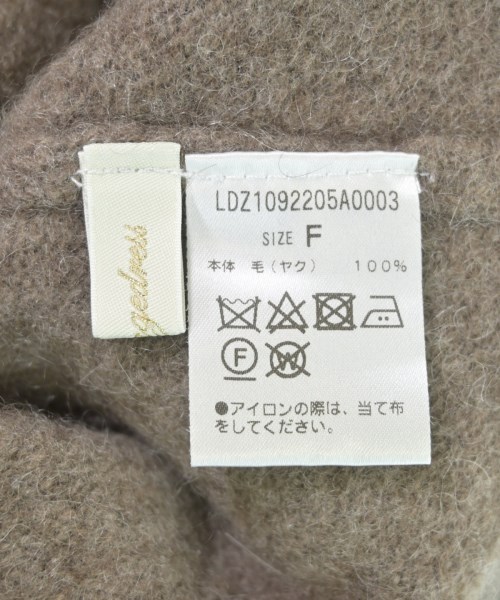 gedress
LDZ1092205A0003
SIZE F
本体 毛(ヤク) 100%
F
W
●アイロンの際は、当て布
をしてください。